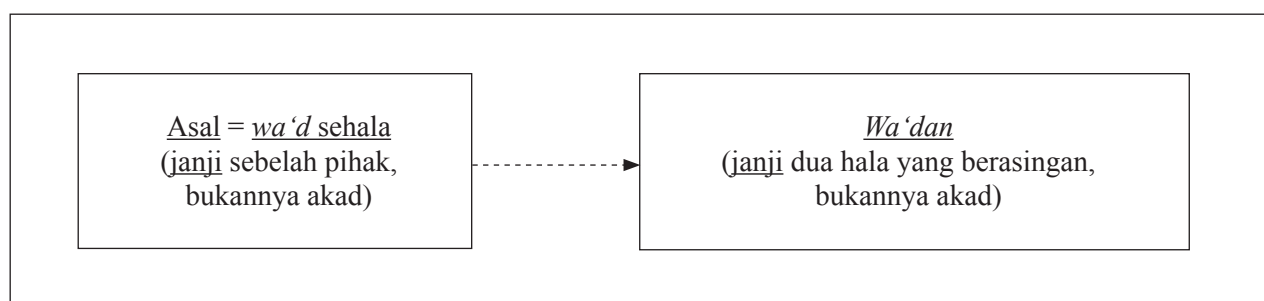 Asal = wa‘d sehala
(janji sebelah pihak,
bukannya akad)
Wa‘dan
(janji dua hala yang berasingan,
bukannya akad)